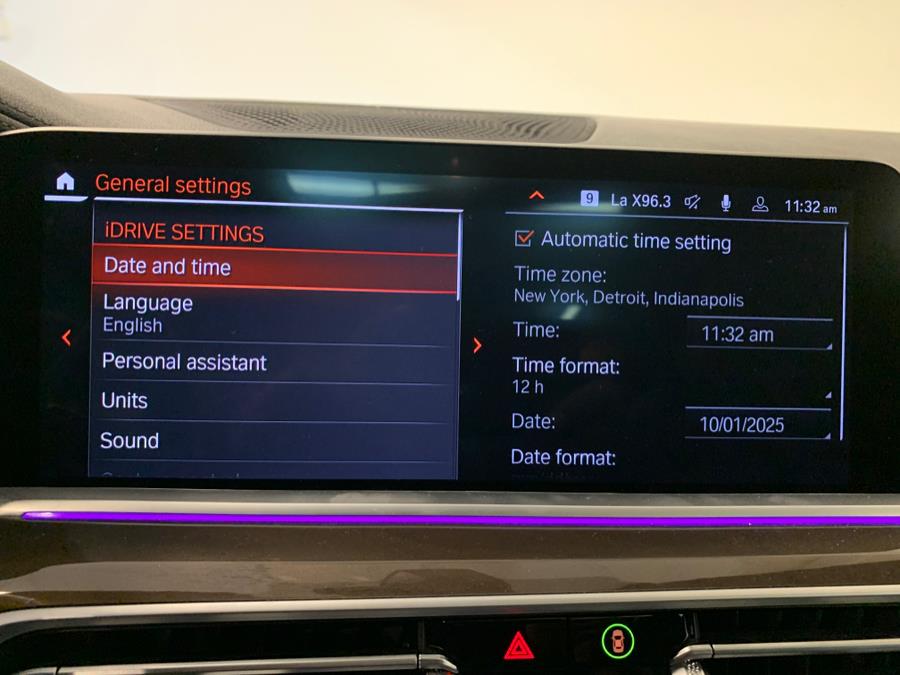 General settings
9 La X96.3 11:32 am
iDRIVE SETTINGS
Date and time
Language
English
Personal assistant
Units
Sound
Automatic time setting
Time zone:
New York, Detroit, Indianapolis
Time:
11:32 am
Time format:
12 h
Date:
10/01/2025
Date format: